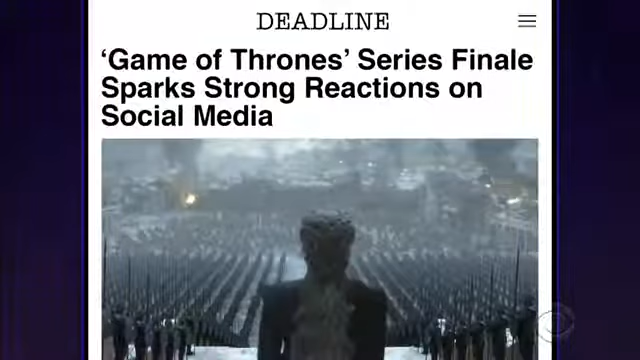 DEADLINE
‘Game of Thrones’ Series Finale
Sparks Strong Reactions on
Social Media